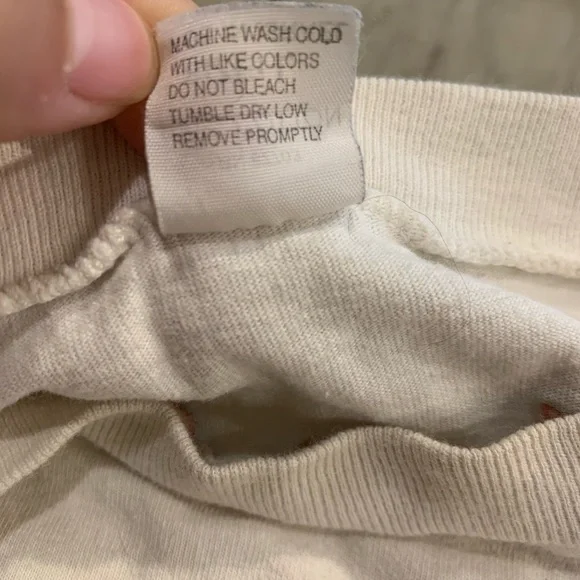 MACHINE WASH COLD
WITH LIKE COLORS
DO NOT BLEACH
TUMBLE DRY LOW
REMOVE PROMPTLY